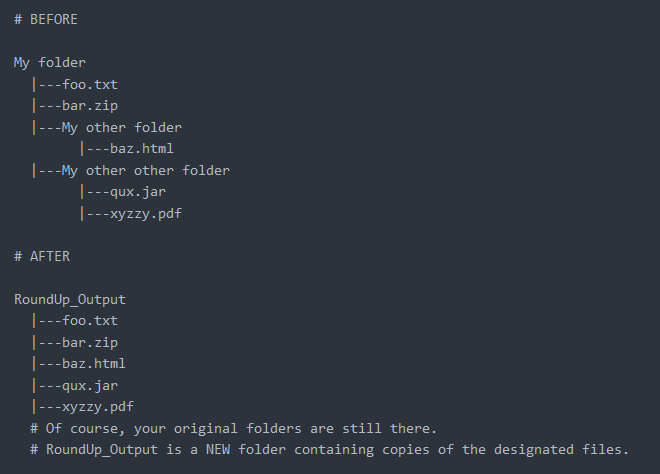 # BEFORE
My folder
|---foo.txt
|---bar.zip
|---My other folder
|---baz.html
|---My other other folder
|---qux.jar
|---xyzzy.pdf
# AFTER
RoundUp_Output
|---foo.txt
|---bar.zip
|---baz.html
|---qux.jar
|---xyzzy.pdf
# Of course, your original folders are still there.
# RoundUp_Output is a NEW folder containing copies of the designated files.